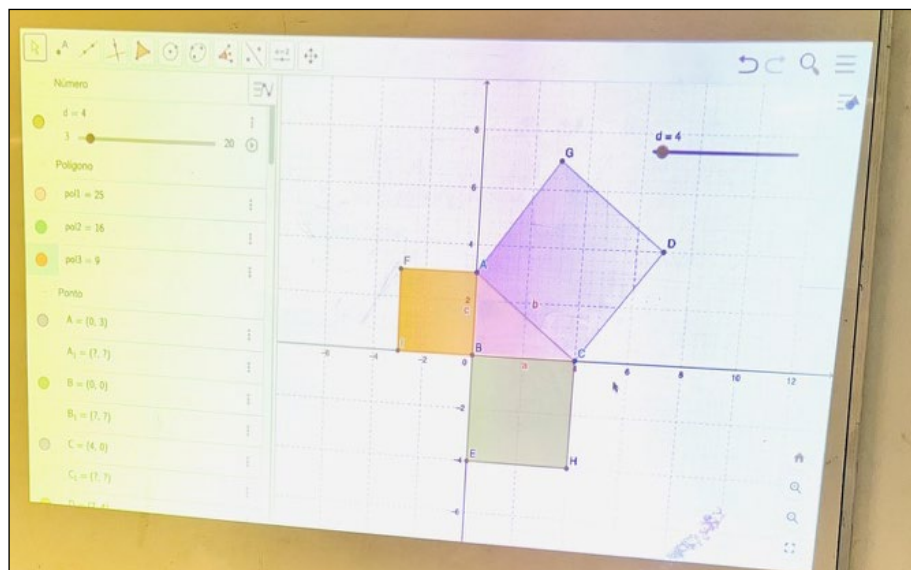 A
a=2
Número
d = 4
3
20
Polígono
pol1 = 25
pol2 = 16
pol3 = 9
Ponto
A = (0, 3)
A₁ = (?, ?)
B = (0, 0)
B₁ = (?, ?)
C = (4, 0)
C₁ = (?, ?)
d = 4
8
G
6
D
4
F
A
2
c
b
I
B
C
-6
-4
-2
0
a
4
6
8
10
12
-2
E
H
-4
-6